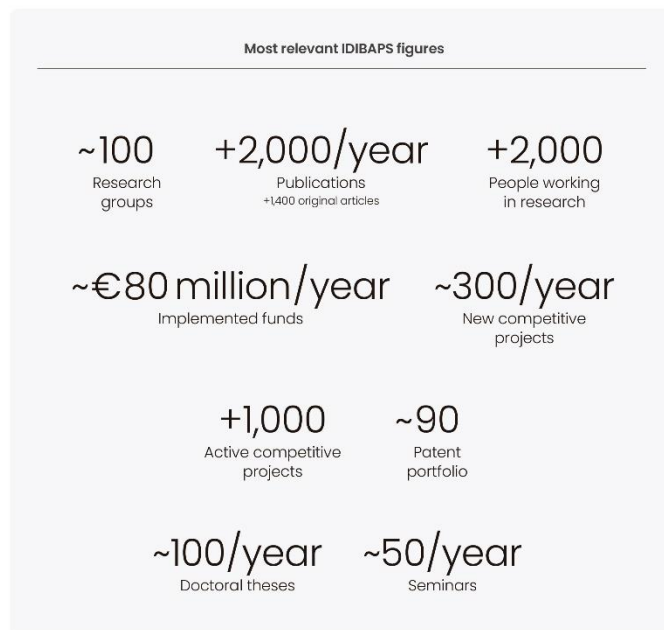 Most relevant IDIBAPS figures
~100
Research
groups
+2,000/year
Publications
+1,400 original articles
+2,000
People working
in research
~€80 million/year
Implemented funds
~300/year
New competitive
projects
+1,000
Active competitive
projects
~90
Patent
portfolio
~100/year
Doctoral theses
~50/year
Seminars